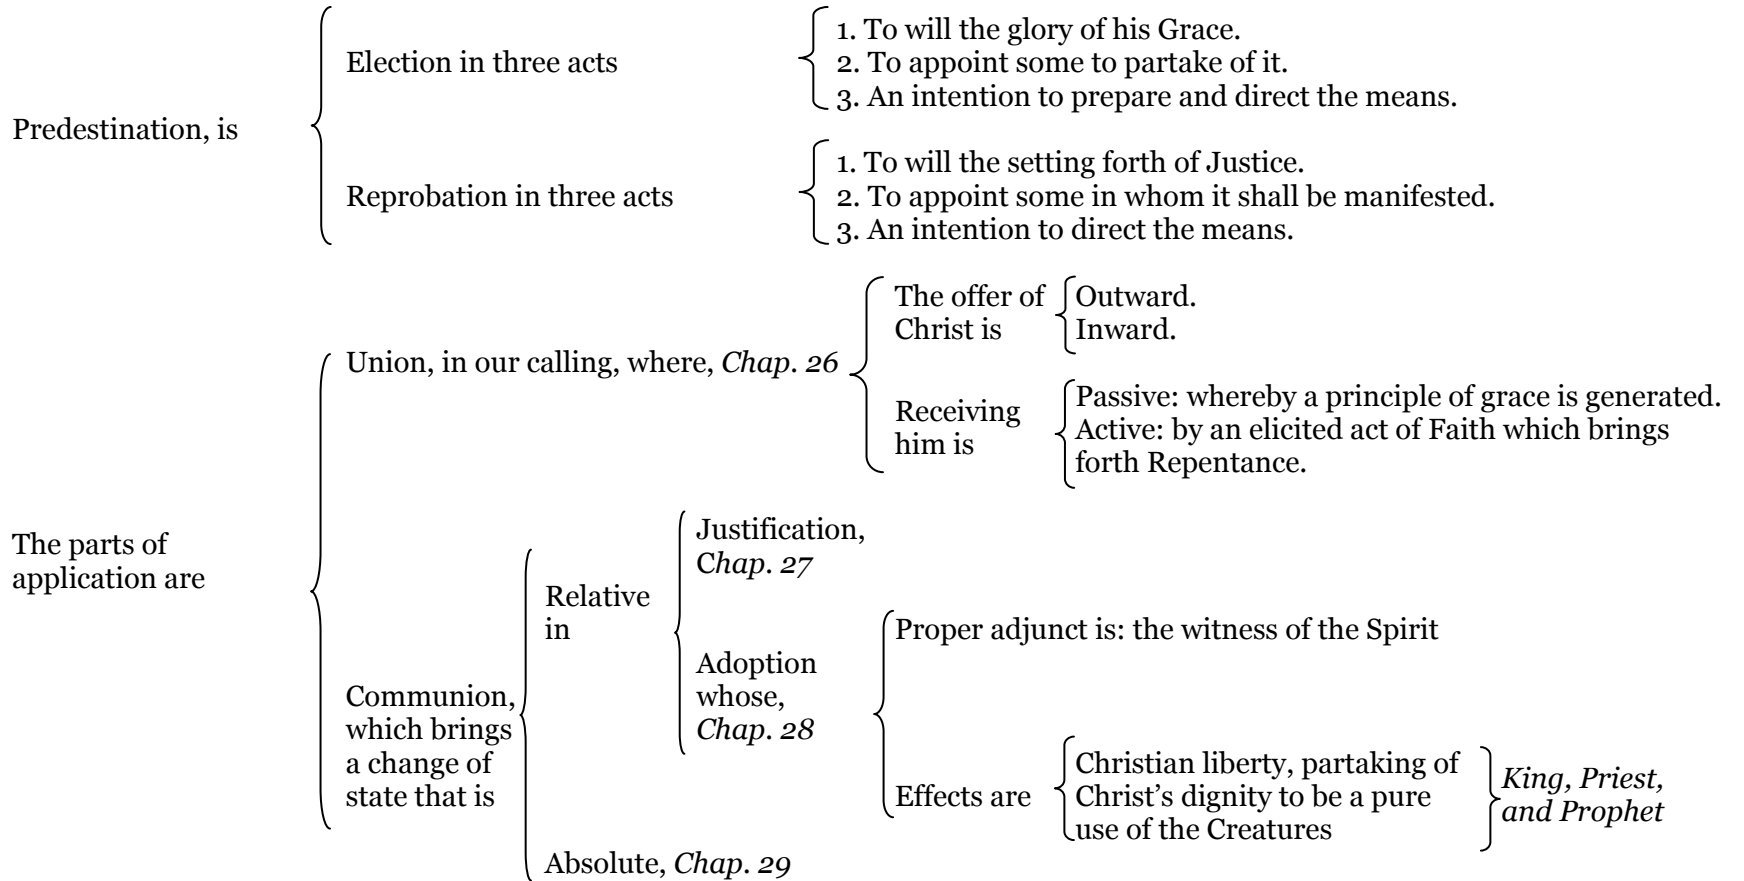 Predestination, is
Election in three acts
1. To will the glory of his Grace.
2. To appoint some to partake of it.
3. An intention to prepare and direct the means.
Reprobation in three acts
1. To will the setting forth of Justice.
2. To appoint some in whom it shall be manifested.
3. An intention to direct the means.
The parts of
application are
Union, in our calling, where, Chap. 26
The offer of
Christ is
Outward.
Inward.
Receiving
him is
Passive: whereby a principle of grace is generated.
Active: by an elicited act of Faith which brings
forth Repentance.
Communion,
which brings
a change of
state that is
Relative
in
Justification,
Chap. 27
Adoption
whose,
Chap. 28
Proper adjunct is: the witness of the Spirit
Effects are
Christian liberty, partaking of
Christ’s dignity to be a pure
use of the Creatures
King, Priest,
and Prophet
Absolute, Chap. 29